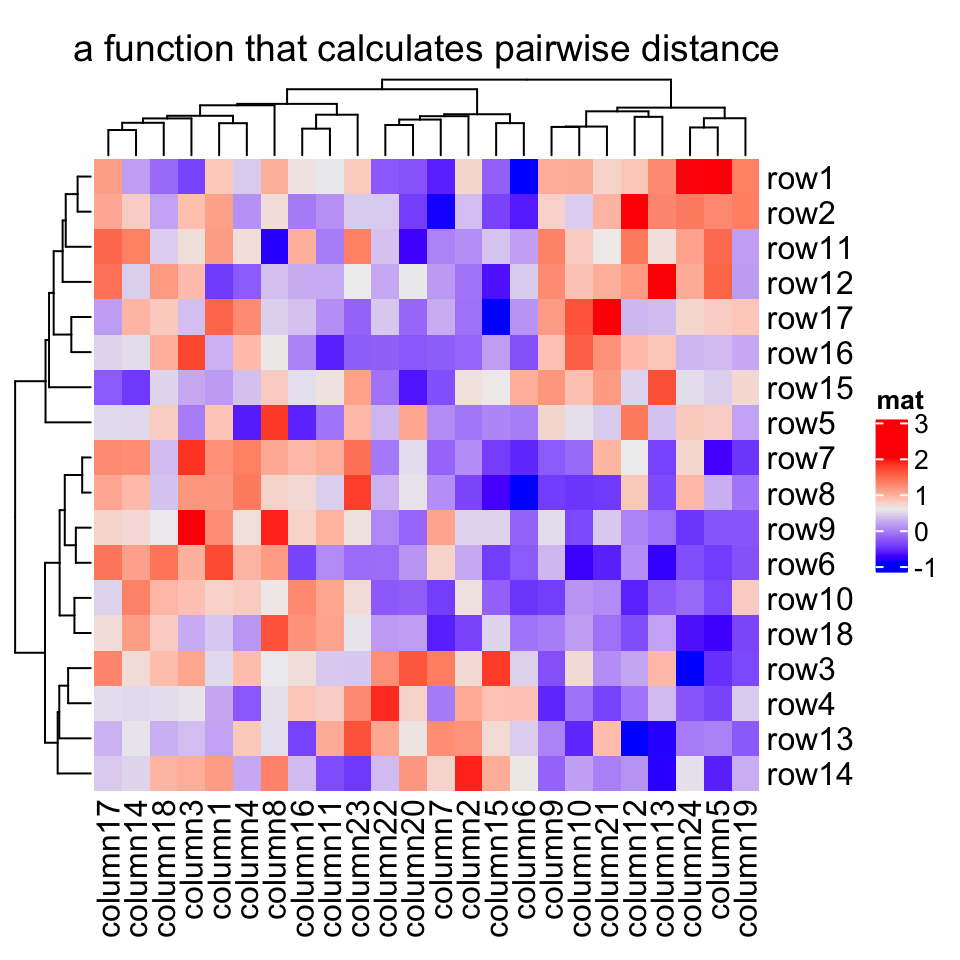 a function that calculates pairwise distance
row1
row2
row11
row12
row17
row16
row15
row5
row7
row8
row9
row6
row10
row18
row3
row4
row13
row14
mat
3
2
1
0
-1
column17
column14
column18
column3
column1
column4
column8
column16
column11
column23
column22
column20
column7
column2
column15
column6
column9
column10
column21
column12
column13
column24
column5
column19